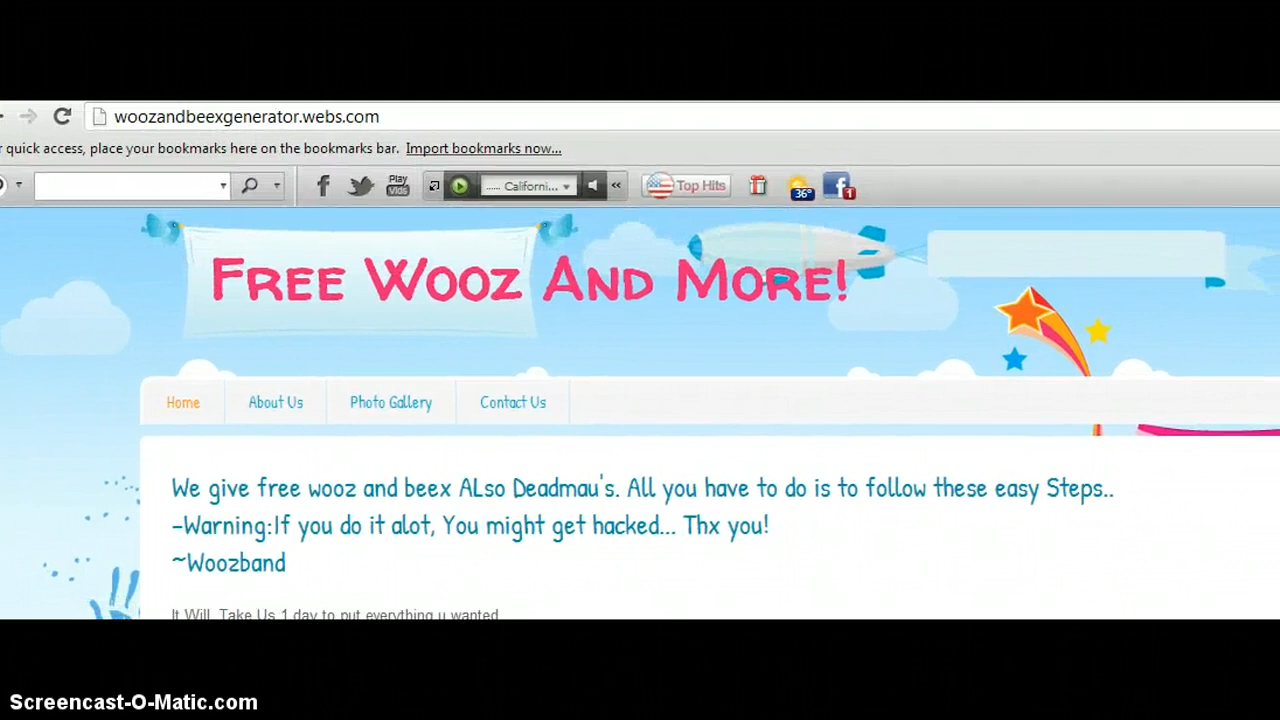 woozandbeexgenerator.webs.com
r quick access, place your bookmarks here on the bookmarks bar. Import bookmarks now...
Play
Vids
..... Californi...
Top Hits
36°
1
Free Wooz And More!
Home About Us Photo Gallery Contact Us
We give free wooz and beex ALso Deadmau's. All you have to do is to follow these easy Steps..
-Warning:If you do it alot, You might get hacked... Thx you!
~Woozband
It Will Take Us 1 day to put everything u wanted
Screencast-O-Matic.com